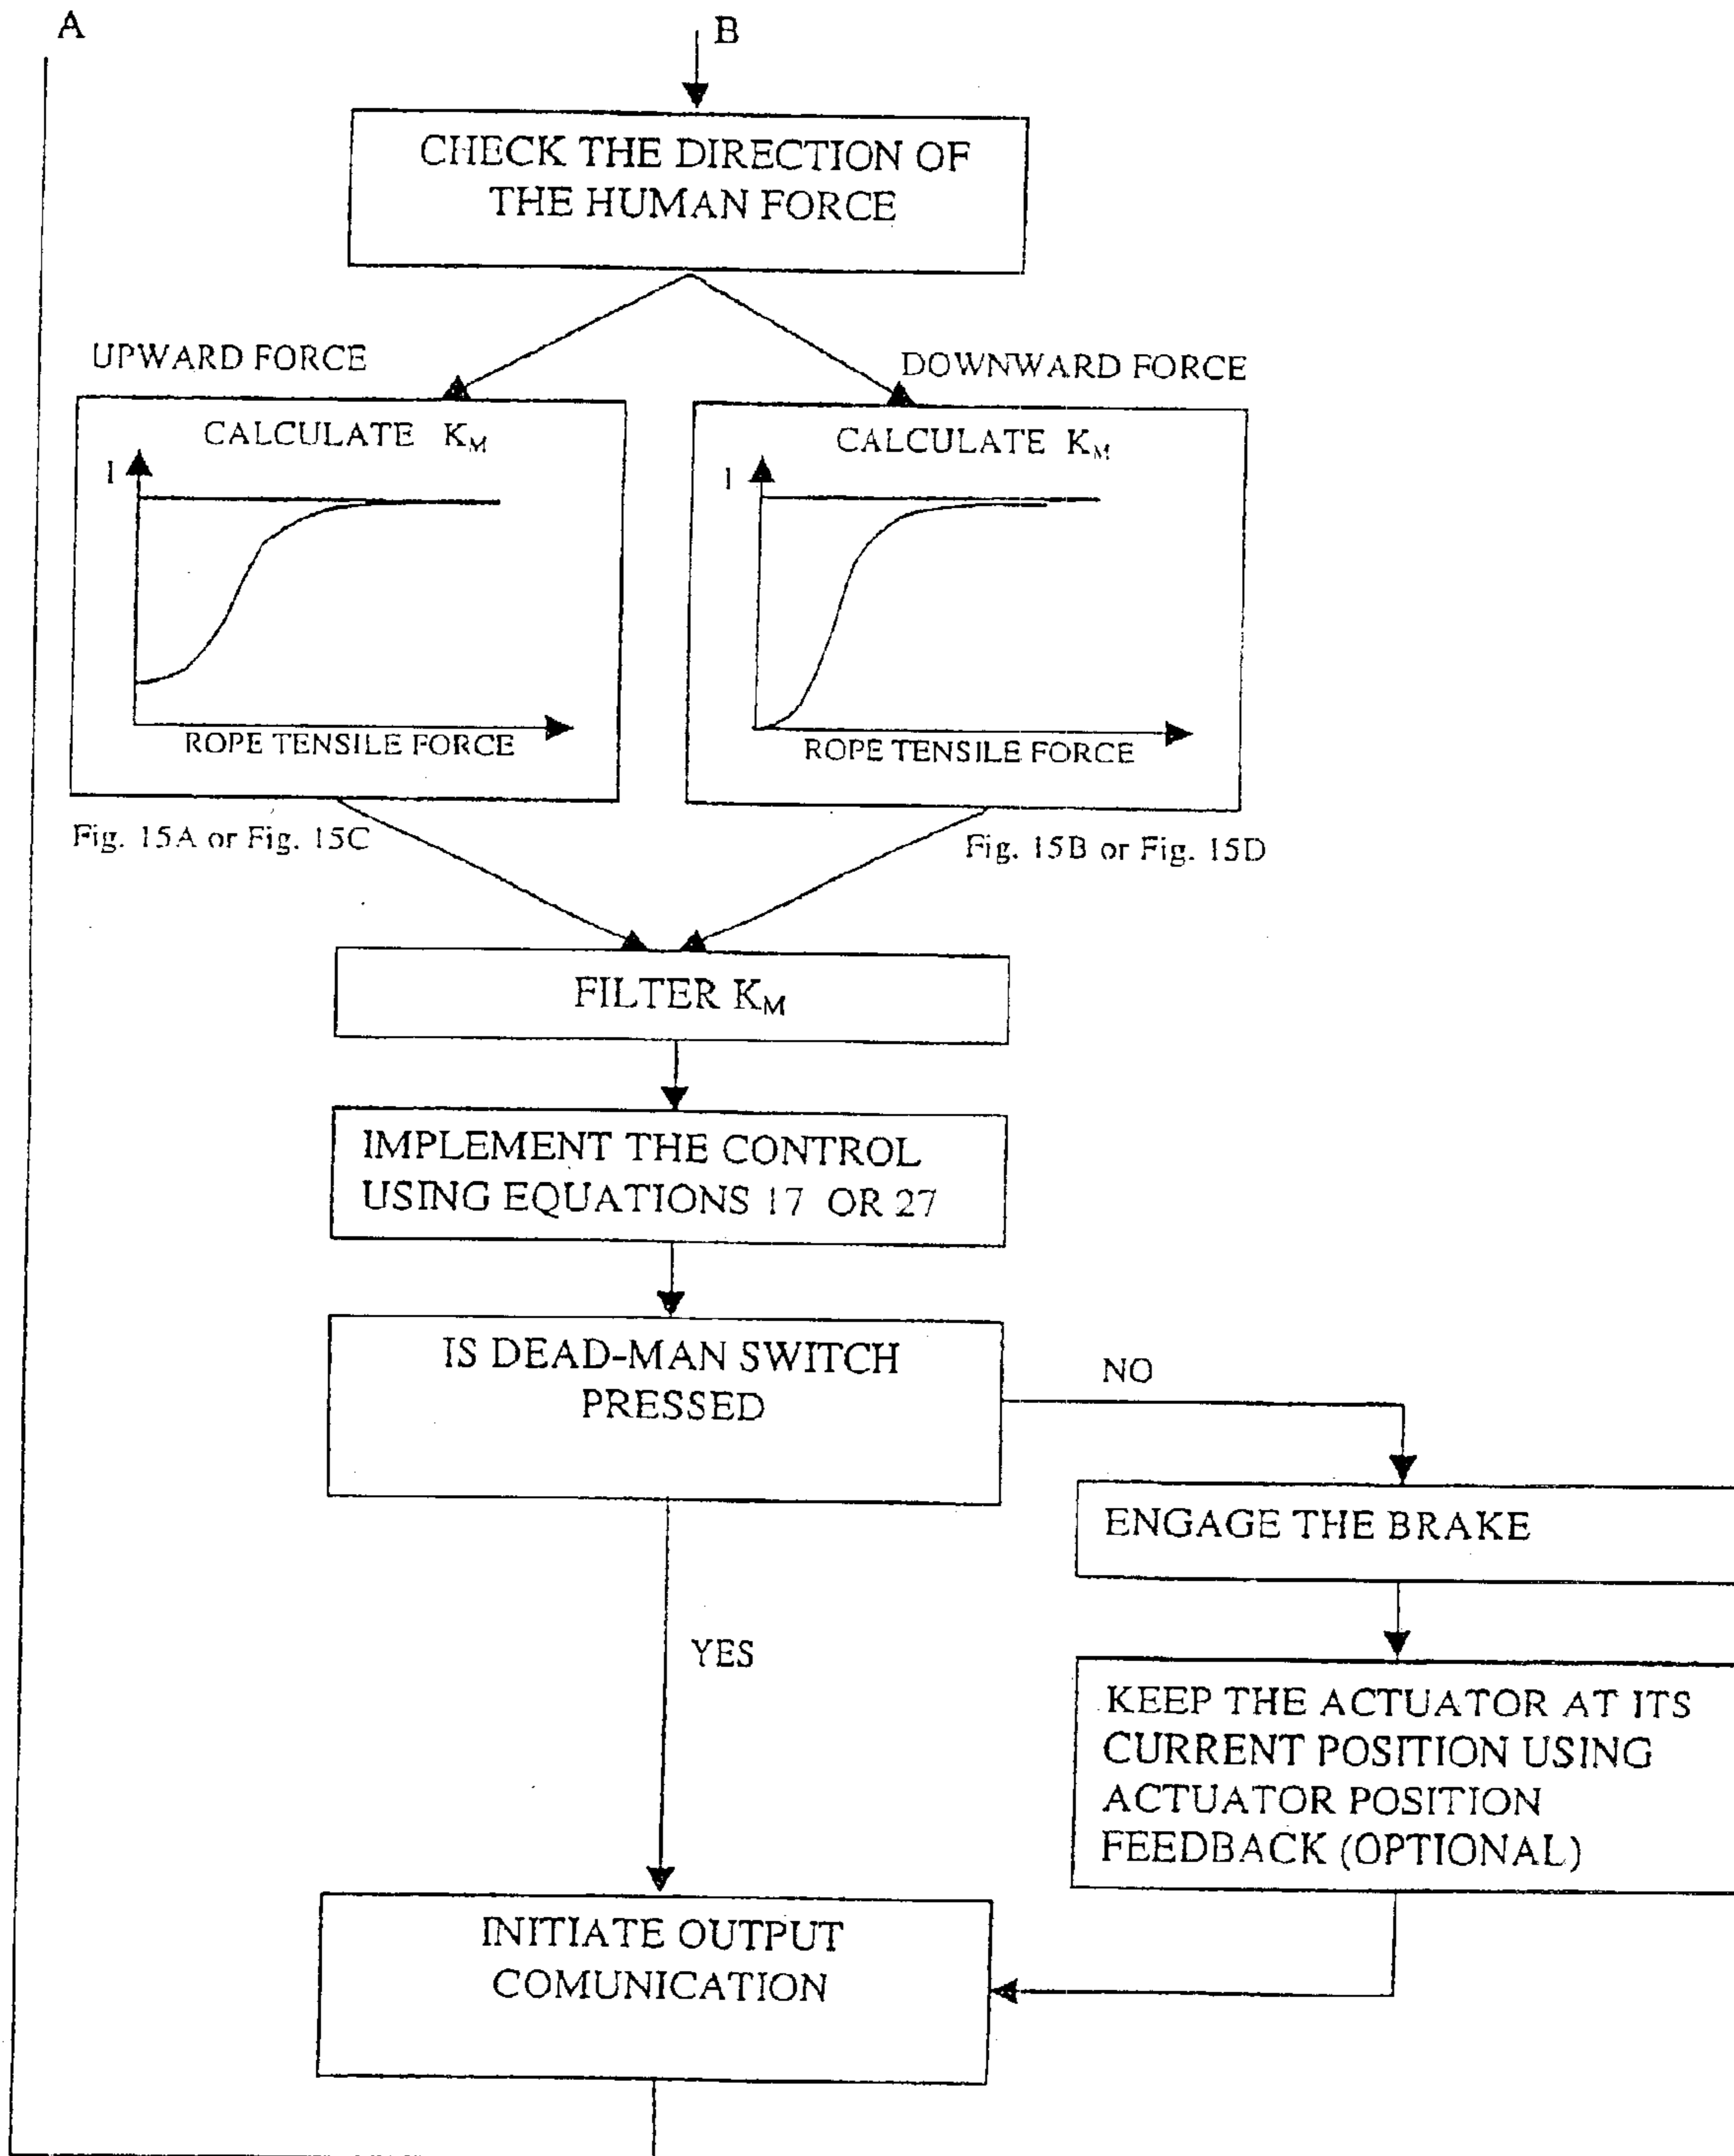 A
B
CHECK THE DIRECTION OF
THE HUMAN FORCE
UPWARD FORCE
DOWNWARD FORCE
CALCULATE K_M
1
ROPE TENSILE FORCE
CALCULATE K_M
1
ROPE TENSILE FORCE
Fig. 15A or Fig. 15C
Fig. 15B or Fig. 15D
FILTER K_M
IMPLEMENT THE CONTROL
USING EQUATIONS 17 OR 27
IS DEAD-MAN SWITCH
PRESSED
NO
ENGAGE THE BRAKE
YES
KEEP THE ACTUATOR AT ITS
CURRENT POSITION USING
ACTUATOR POSITION
FEEDBACK (OPTIONAL)
INITIATE OUTPUT
COMUNICATION